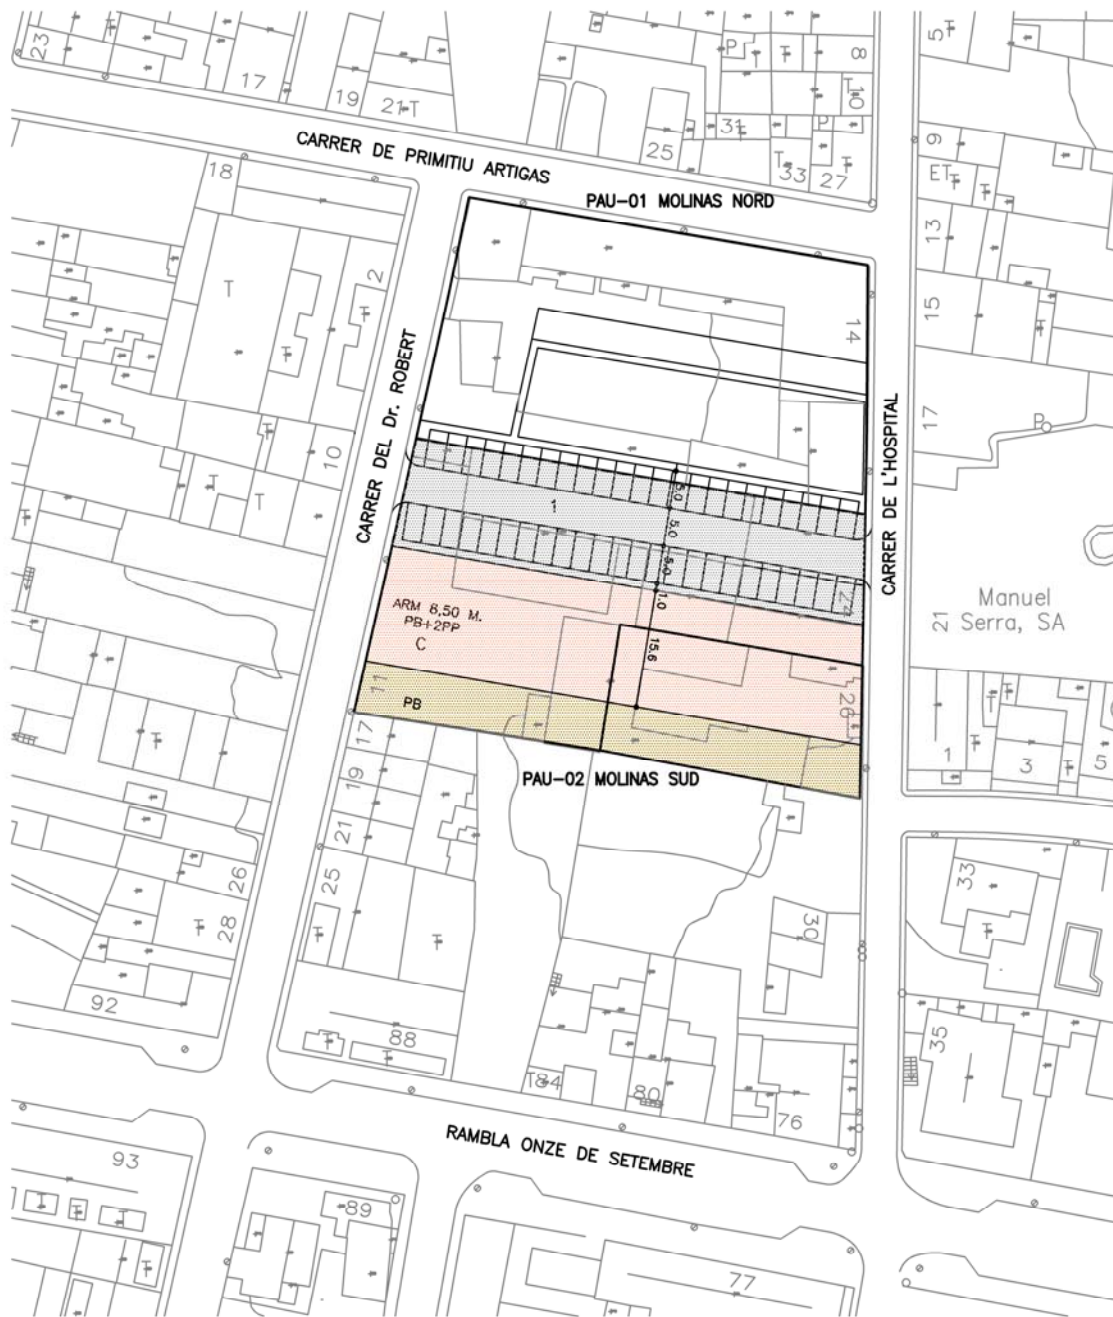 23
17
19
21
T
31
P
T
8
T
10
P
25
T
33
27
5
T
9
ET
T
13
15
17
P
CARRER DE PRIMITIU ARTIGAS
PAU-01 MOLINAS NORD
18
T
2
T
T
14
CARRER DEL Dr. ROBERT
CARRER DE L'HOSPITAL
10
T
T
T
T
1
5.0
5.0
5.0
1.0
15.6
24
ARM 8,50 M.
PB+2PP
C
11
PB
26
PAU-02 MOLINAS SUD
Manuel
21 Serra, SA
1
T
T
3
T
5
17
19
21
25
T
T
26
28
T
92
30
33
T
35
T
88
T
T84
80
T
76
RAMBLA ONZE DE SETEMBRE
93
T
T
T
T
89
T
77